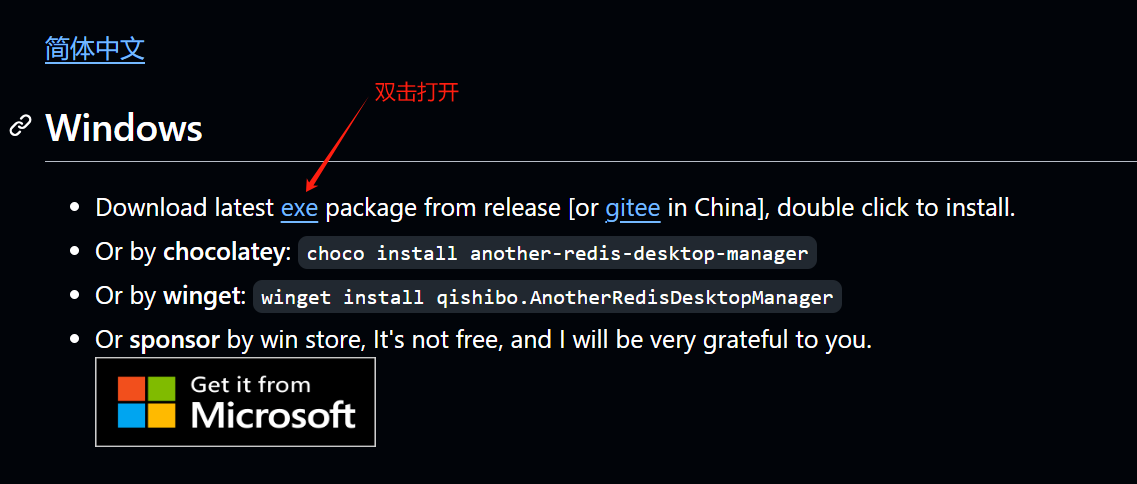 简体中文
双击打开
Windows
Download latest exe package from release [or gitee in China], double click to install.
Or by chocolatey: choco install another-redis-desktop-manager
Or by winget: winget install qishibo.AnotherRedisDesktopManager
Or sponsor by win store, It's not free, and I will be very grateful to you.
Get it from
Microsoft